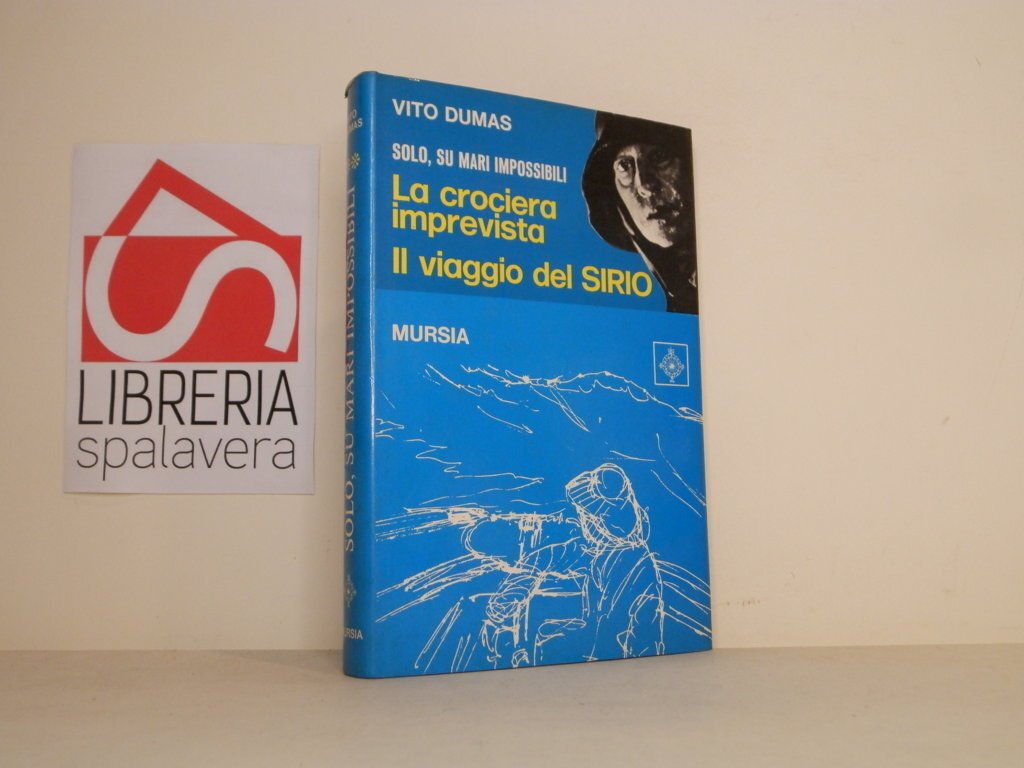 LIBRERIA
spalavera
VITO DUMAS
SOLO, SU MARI IMPOSSIBILI
La crociera
imprevista
Il viaggio del SIRIO
MURSIA
SOLO, SU MARI IMPOSSIBILI